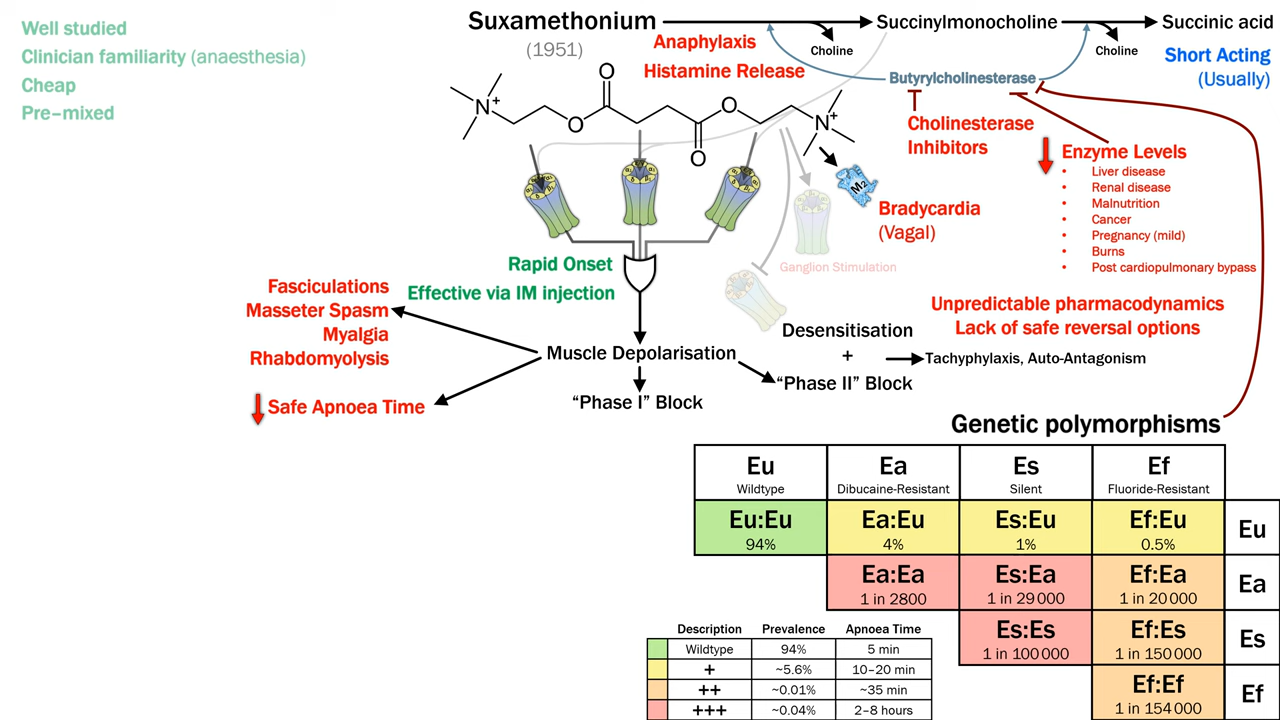 Well studied
Clinician familiarity (anaesthesia)
Cheap
Pre-mixed
Suxamethonium
(1951)
Anaphylaxis
Histamine Release
Choline
Succinylmonocholine
Choline
Succinic acid
Short Acting
(Usually)
Butyrylcholinesterase
Cholinesterase
Inhibitors
Enzyme Levels
• Liver disease
• Renal disease
• Malnutrition
• Cancer
• Pregnancy (mild)
• Burns
• Post cardiopulmonary bypass
N+
O
O
O
O
N+
M2
Bradycardia
(Vagal)
Ganglion Stimulation
Rapid Onset
Effective via IM injection
Fasciculations
Masseter Spasm
Myalgia
Rhabdomyolysis
Safe Apnoea Time
Muscle Depolarisation
"Phase I" Block
Desensitisation
+
"Phase II" Block
Tachyphylaxis, Auto-Antagonism
Unpredictable pharmacodynamics
Lack of safe reversal options
Genetic polymorphisms
Eu Ea Es Ef
Wildtype Dibucaine-Resistant Silent Fluoride-Resistant
Eu:Eu Ea:Eu Es:Eu Ef:Eu Eu
94% 4% 1% 0.5%
Ea:Ea Es:Ea Ef:Ea Ea
1 in 2800 1 in 29 000 1 in 20 000
Es:Es Ef:Es Es
1 in 100 000 1 in 150 000
Ef:Ef Ef
1 in 154 000
Description Prevalence Apnoea Time
Wildtype 94% 5 min
+ ~5.6% 10–20 min
++ ~0.01% ~35 min
+++ ~0.04% 2–8 hours